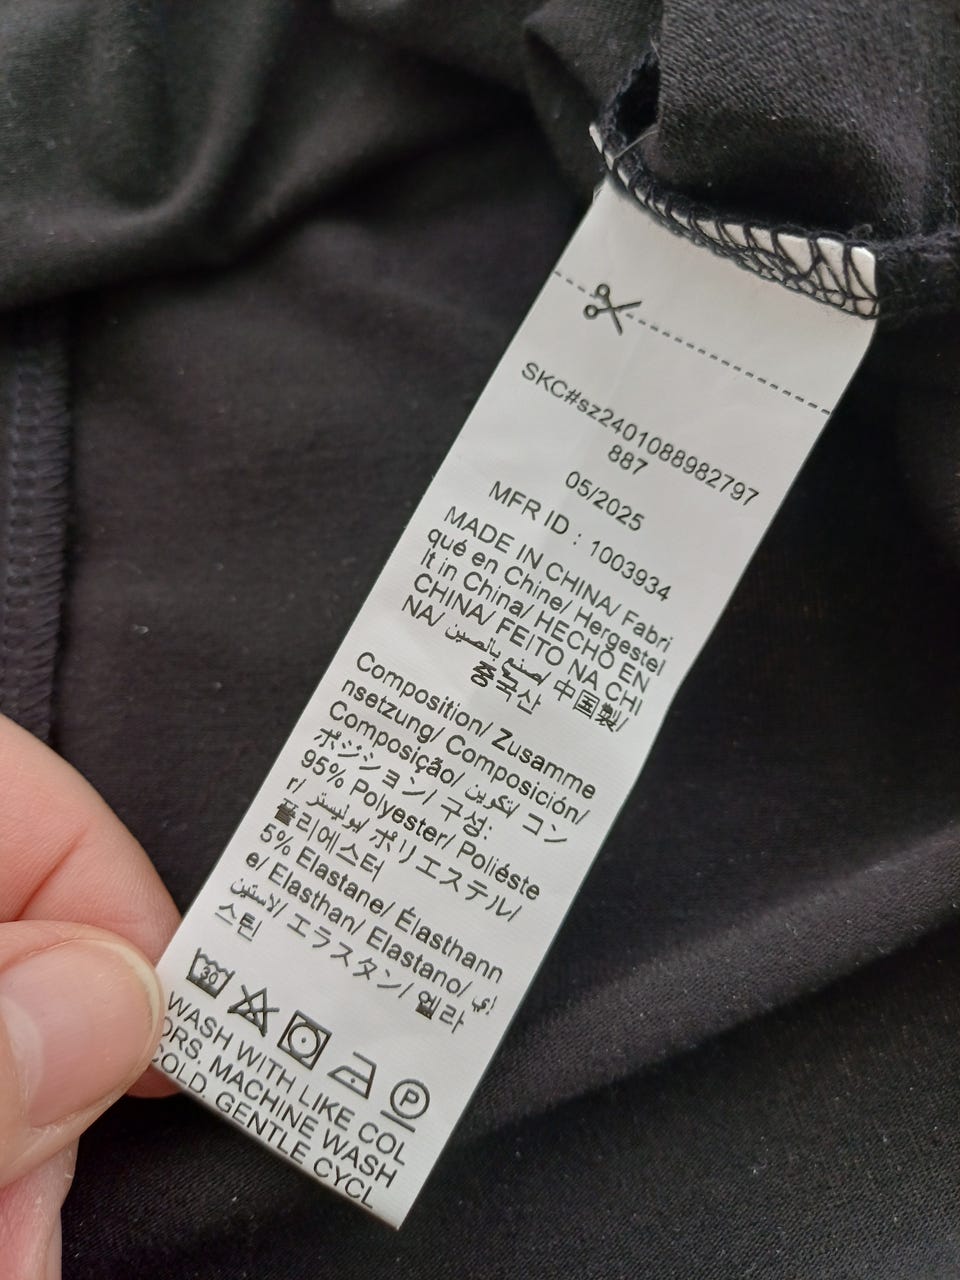 SKC#sz2401088982797
887
05/2025
MFR ID : 1003934
MADE IN CHINA/ Fabri
qué en Chine/ Hergestel
lt in China/ HECHO EN
CHINA/ FEITO NA CHI
NA/ صنع بالصين/ 中国製/
중국산
Composition/ Zusamme
nsetzung/ Composición/
Composição/ التكوين/ コン
ポジション/ 구성:
95% Polyester/ Poliéste
r/ بوليستر/ ポリエステル/
폴리에스터
5% Elastane/ Élasthann
e/ Elasthan/ Elastano/ إي
لاستين/ エラスタン/ 엘라
스틴
30
P
WASH WITH LIKE COL
ORS. MACHINE WASH
COLD. GENTLE CYCL